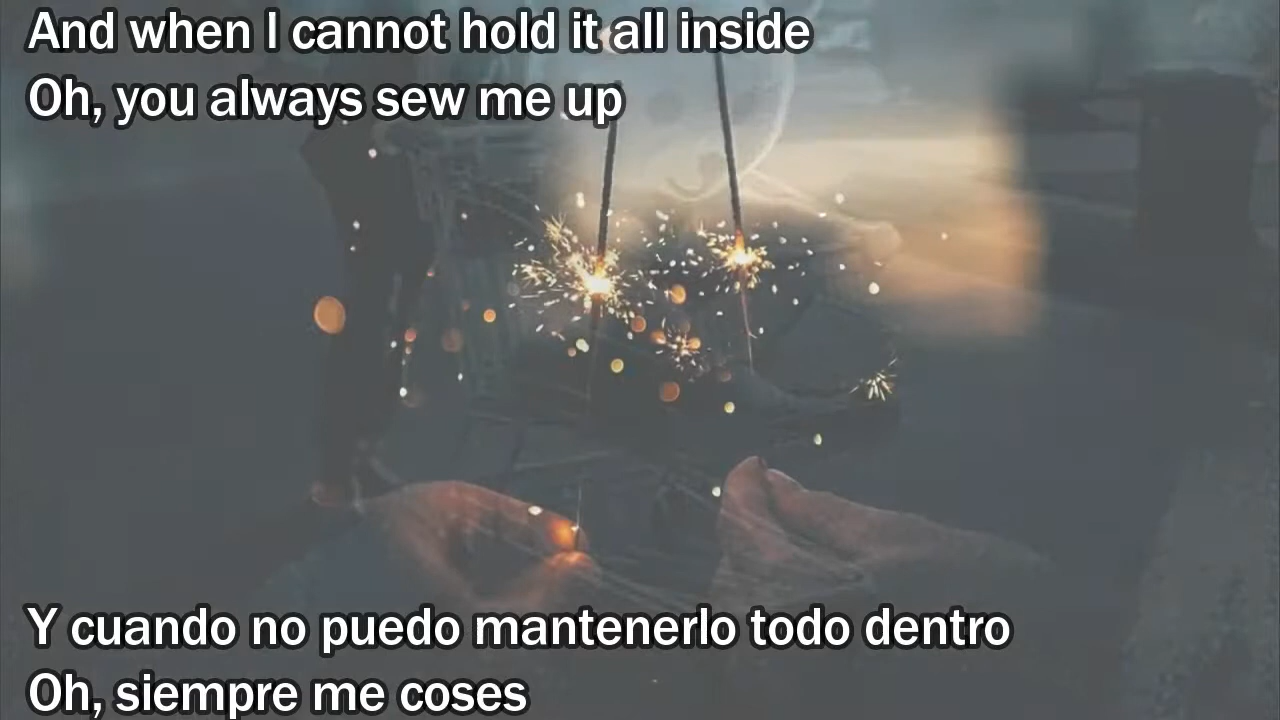 And when I cannot hold it all inside
Oh, you always sew me up
Y cuando no puedo mantenerlo todo dentro
Oh, siempre me coses